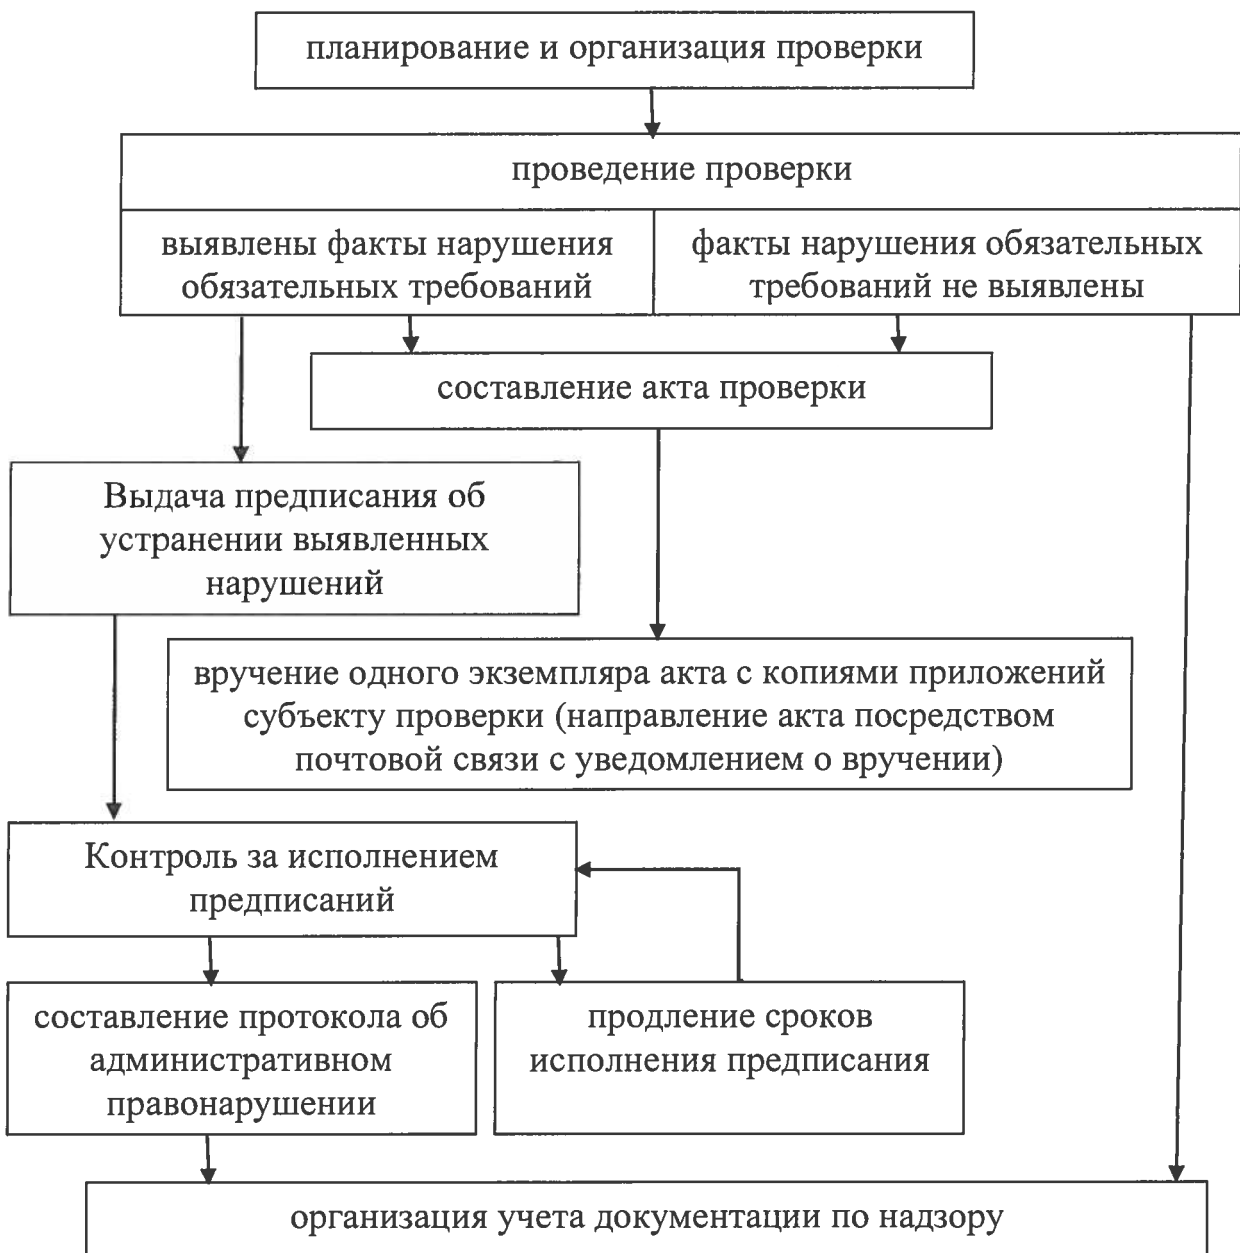 планирование и организация проверки
проведение проверки
выявлены факты нарушения
обязательных требований
факты нарушения обязательных
требований не выявлены
составление акта проверки
Выдача предписания об
устранении выявленных
нарушений
вручение одного экземпляра акта с копиями приложений
субъекту проверки (направление акта посредством
почтовой связи с уведомлением о вручении)
Контроль за исполнением
предписаний
составление протокола об
административном
правонарушении
продление сроков
исполнения предписания
организация учета документации по надзору